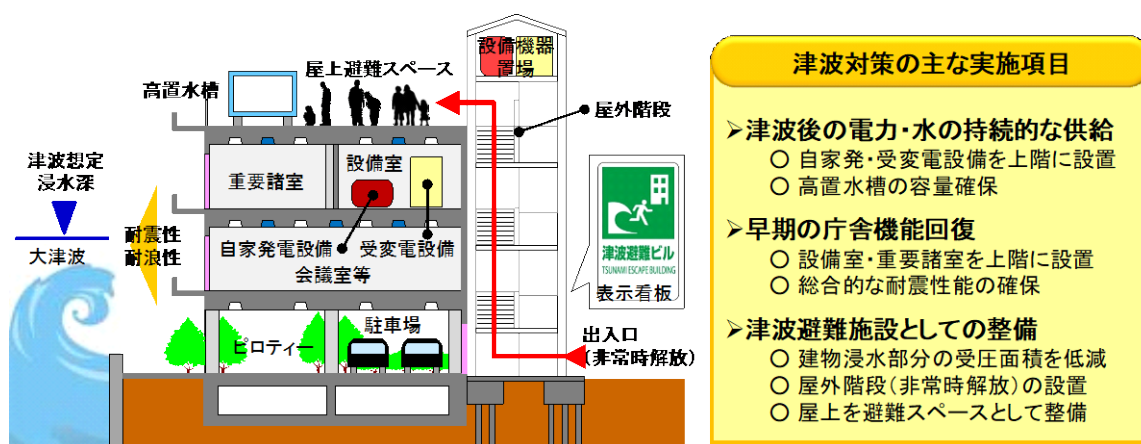 設備機器
置場
屋上避難スペース
高置水槽
屋外階段
津波想定
浸水深
設備室
重要諸室
大津波
耐震性
耐浪性
自家発電設備
受変電設備
会議室等
津波避難ビル
TSUNAMI ESCAPE BUILDING
表示看板
駐車場
ピロティー
出入口
(非常時解放)
津波対策の主な実施項目
➢津波後の電力・水の持続的な供給
○ 自家発・受変電設備を上階に設置
○ 高置水槽の容量確保
➢早期の庁舎機能回復
○ 設備室・重要諸室を上階に設置
○ 総合的な耐震性能の確保
➢津波避難施設としての整備
○ 建物浸水部分の受圧面積を低減
○ 屋外階段(非常時解放)の設置
○ 屋上を避難スペースとして整備